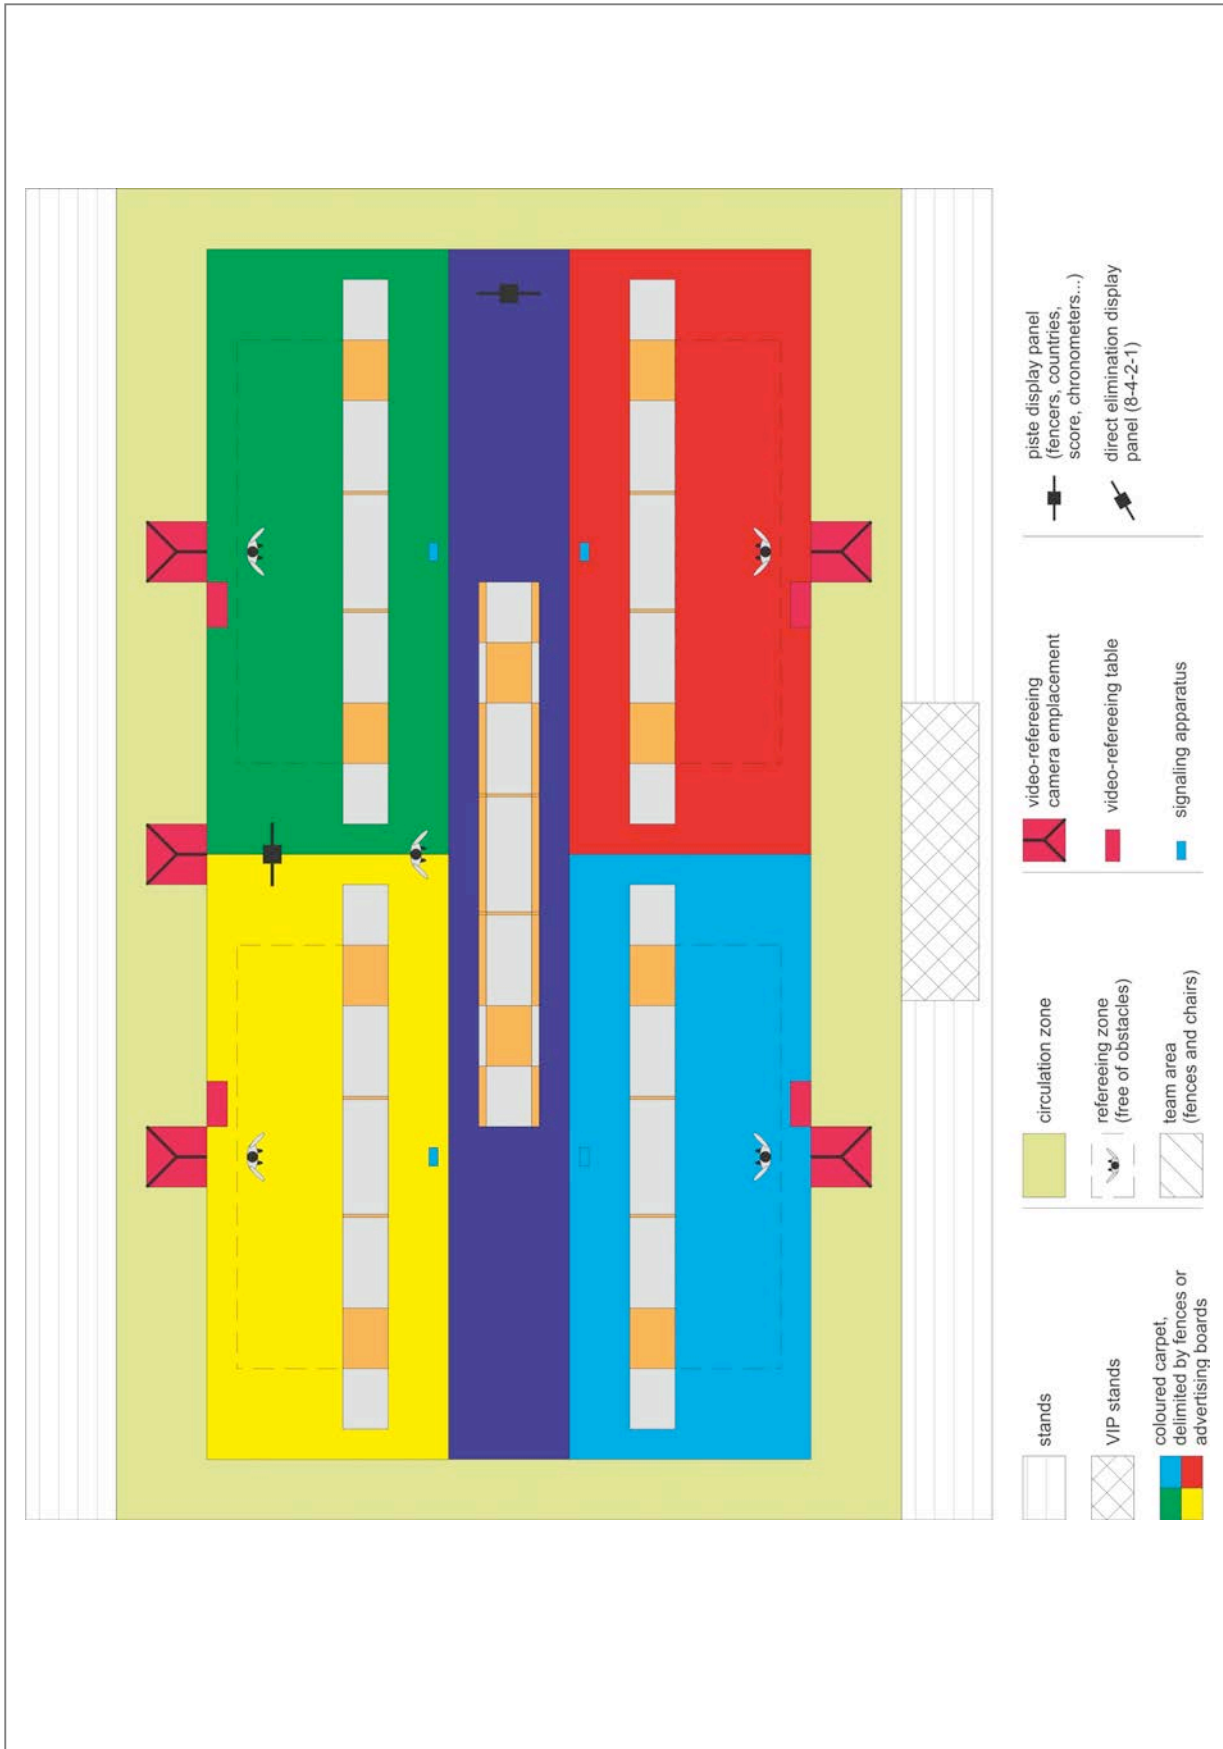 stands
VIP stands
coloured carpet,
delimited by fences or
advertising boards
circulation zone
refereeing zone
(free of obstacles)
team area
(fences and chairs)
video-refereeing
camera emplacement
video-refereeing table
signaling apparatus
piste display panel
(fencers, countries,
score, chronometers...)
direct elimination display
panel (8-4-2-1)